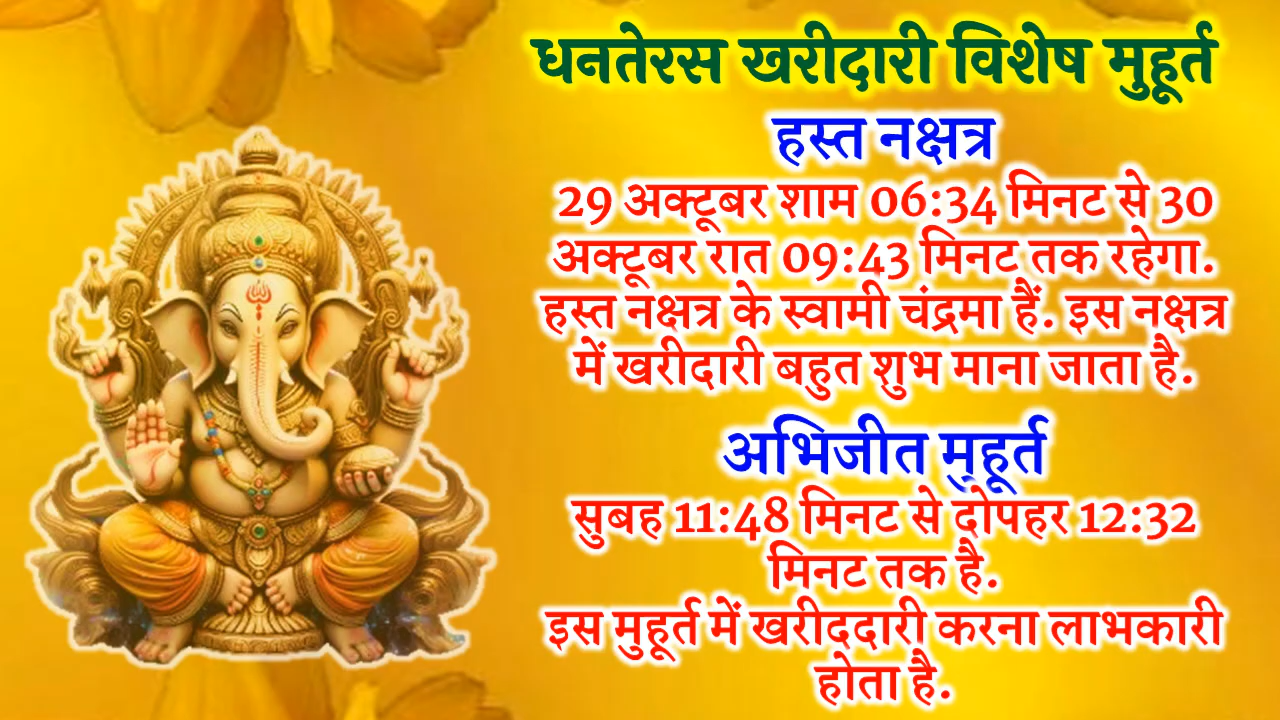 धनतेरस खरीदारी विशेष मुहूर्त
हस्त नक्षत्र
29 अक्टूबर शाम 06:34 मिनट से 30
अक्टूबर रात 09:43 मिनट तक रहेगा.
हस्त नक्षत्र के स्वामी चंद्रमा हैं. इस नक्षत्र
में खरीदारी बहुत शुभ माना जाता है.
अभिजीत मुहूर्त
सुबह 11:48 मिनट से दोपहर 12:32
मिनट तक है.
इस मुहूर्त में खरीददारी करना लाभकारी
होता है.